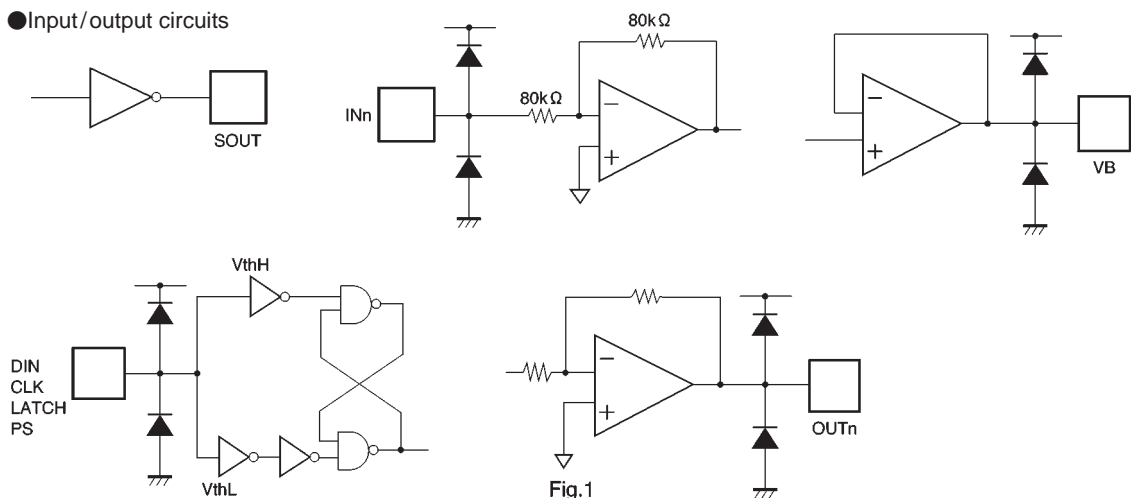 ●Input/output circuits
SOUT
INn
80kΩ
80kΩ
−
+
−
+
VB
DIN
CLK
LATCH
PS
VthH
VthL
−
+
OUTn
Fig.1